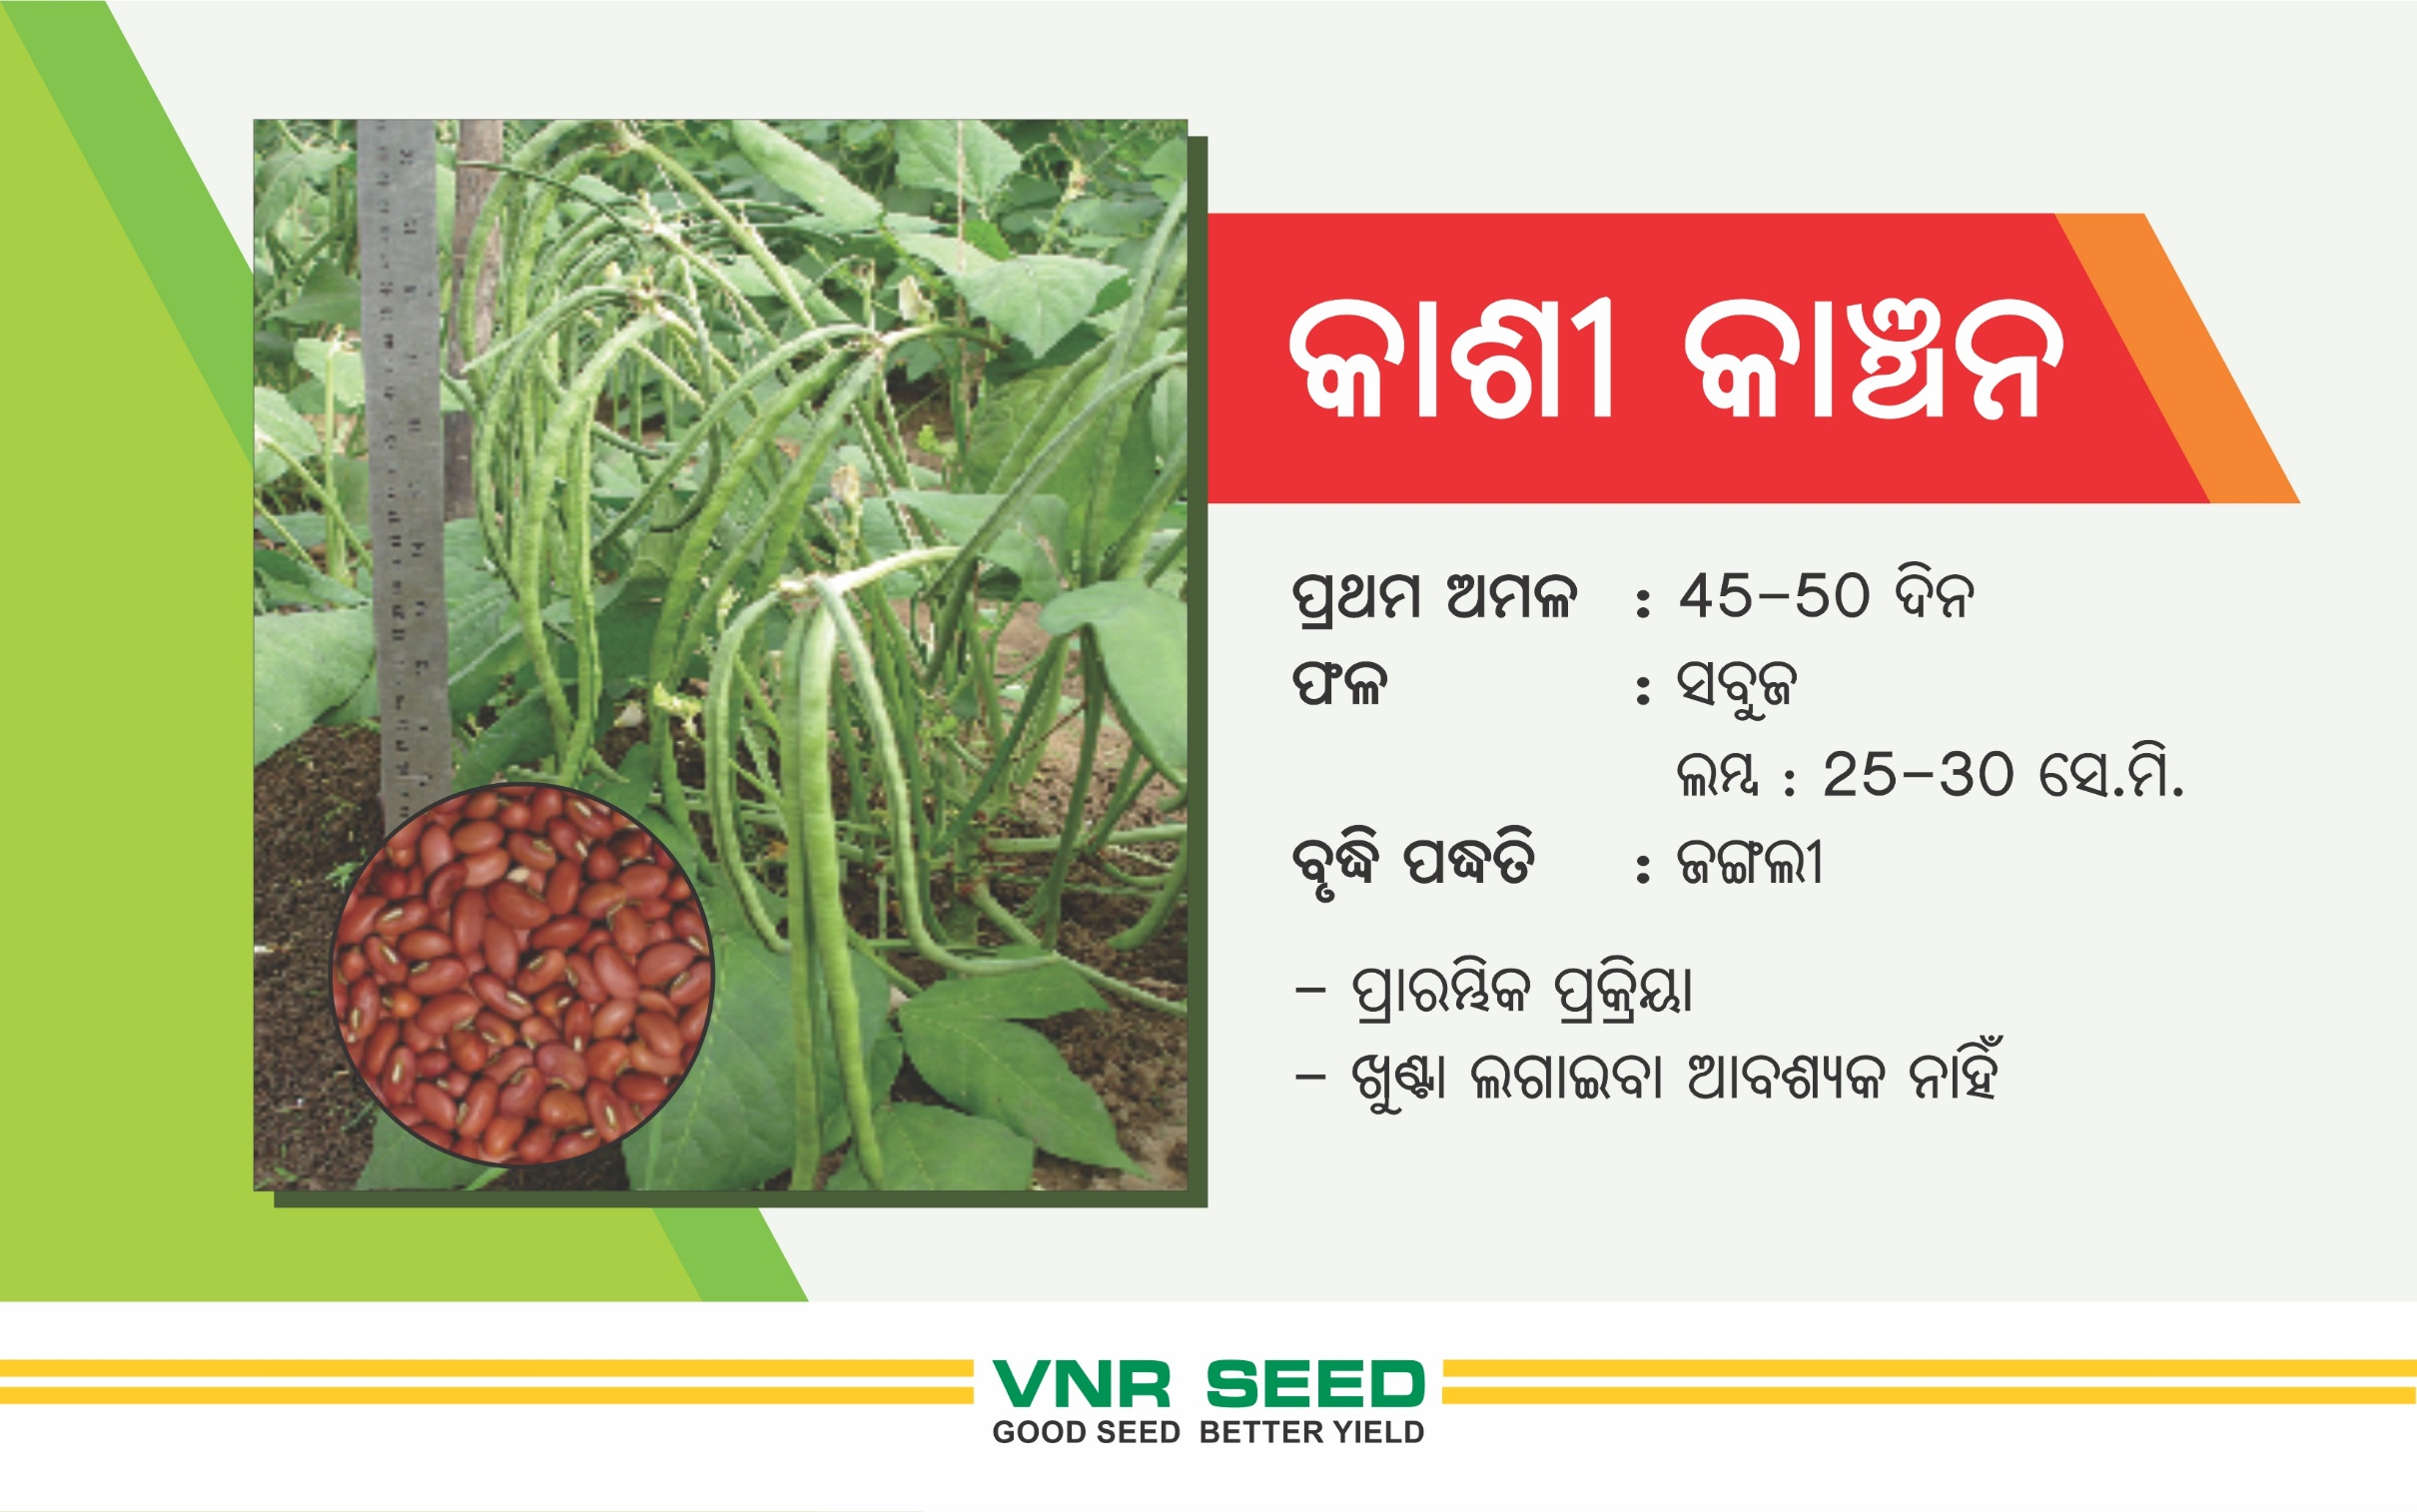 କାଶୀ କାଞ୍ଚନ
ପ୍ରଥମ ଅମଳ : 45-50 ଦିନ
ଫଳ : ସବୁଜ
ଲମ୍ବ : 25-30 ସେ.ମି.
ବୃଦ୍ଧି ପଦ୍ଧତି : ଜଙ୍ଗଲୀ
- ପ୍ରାରମ୍ଭିକ ପ୍ରକ୍ରିୟା
- ଖୁଣ୍ଟା ଲଗାଇବା ଆବଶ୍ୟକ ନାହିଁ
VNR SEED
GOOD SEED BETTER YIELD